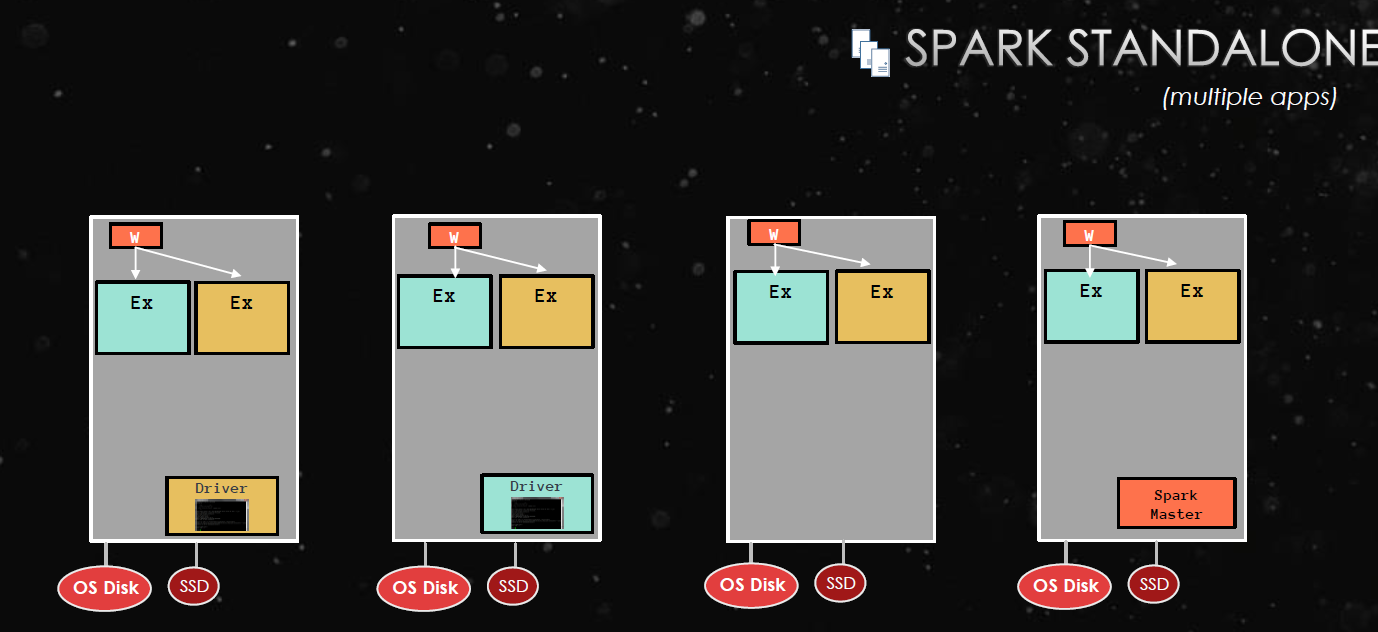 SPARK STANDALONE
(multiple apps)
W
Ex Ex
Driver
OS Disk SSD
W
Ex Ex
Driver
OS Disk SSD
W
Ex Ex
OS Disk SSD
W
Ex Ex
Spark
Master
OS Disk SSD